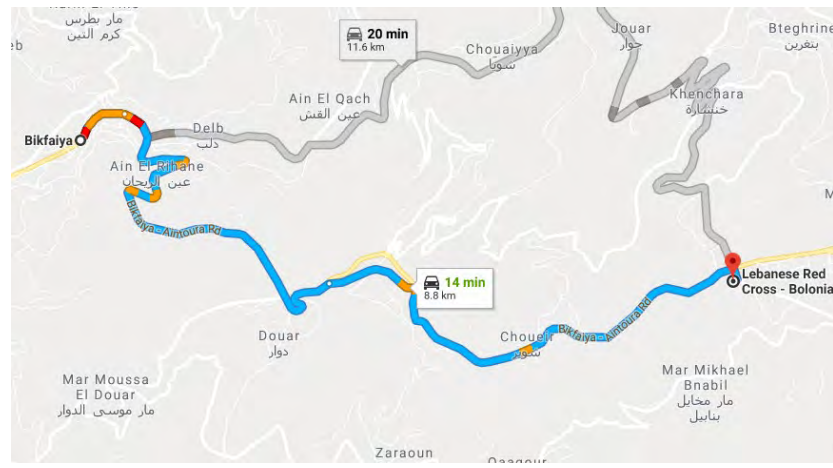 مار بطرس
كرم التين
20 min
11.6 km
Chouaiyya
شويا
Jouar
جوار
Bteghrine
بتغرين
Khenchara
خنشارة
Ain El Qach
عين القش
Delb
دلب
Bikfaiya
Ain El Rihane
عين الريحان
Bikfaiya - Aintoura Rd
14 min
8.8 km
Lebanese Red
Cross - Bolonia
Douar
دوار
Choueir
شوير
Bikfaiya - Aintoura Rd
Mar Moussa
El Douar
مار موسى الدوار
Mar Mikhael
Bnabil
مار مخايل
بنابيل
Zaraoun